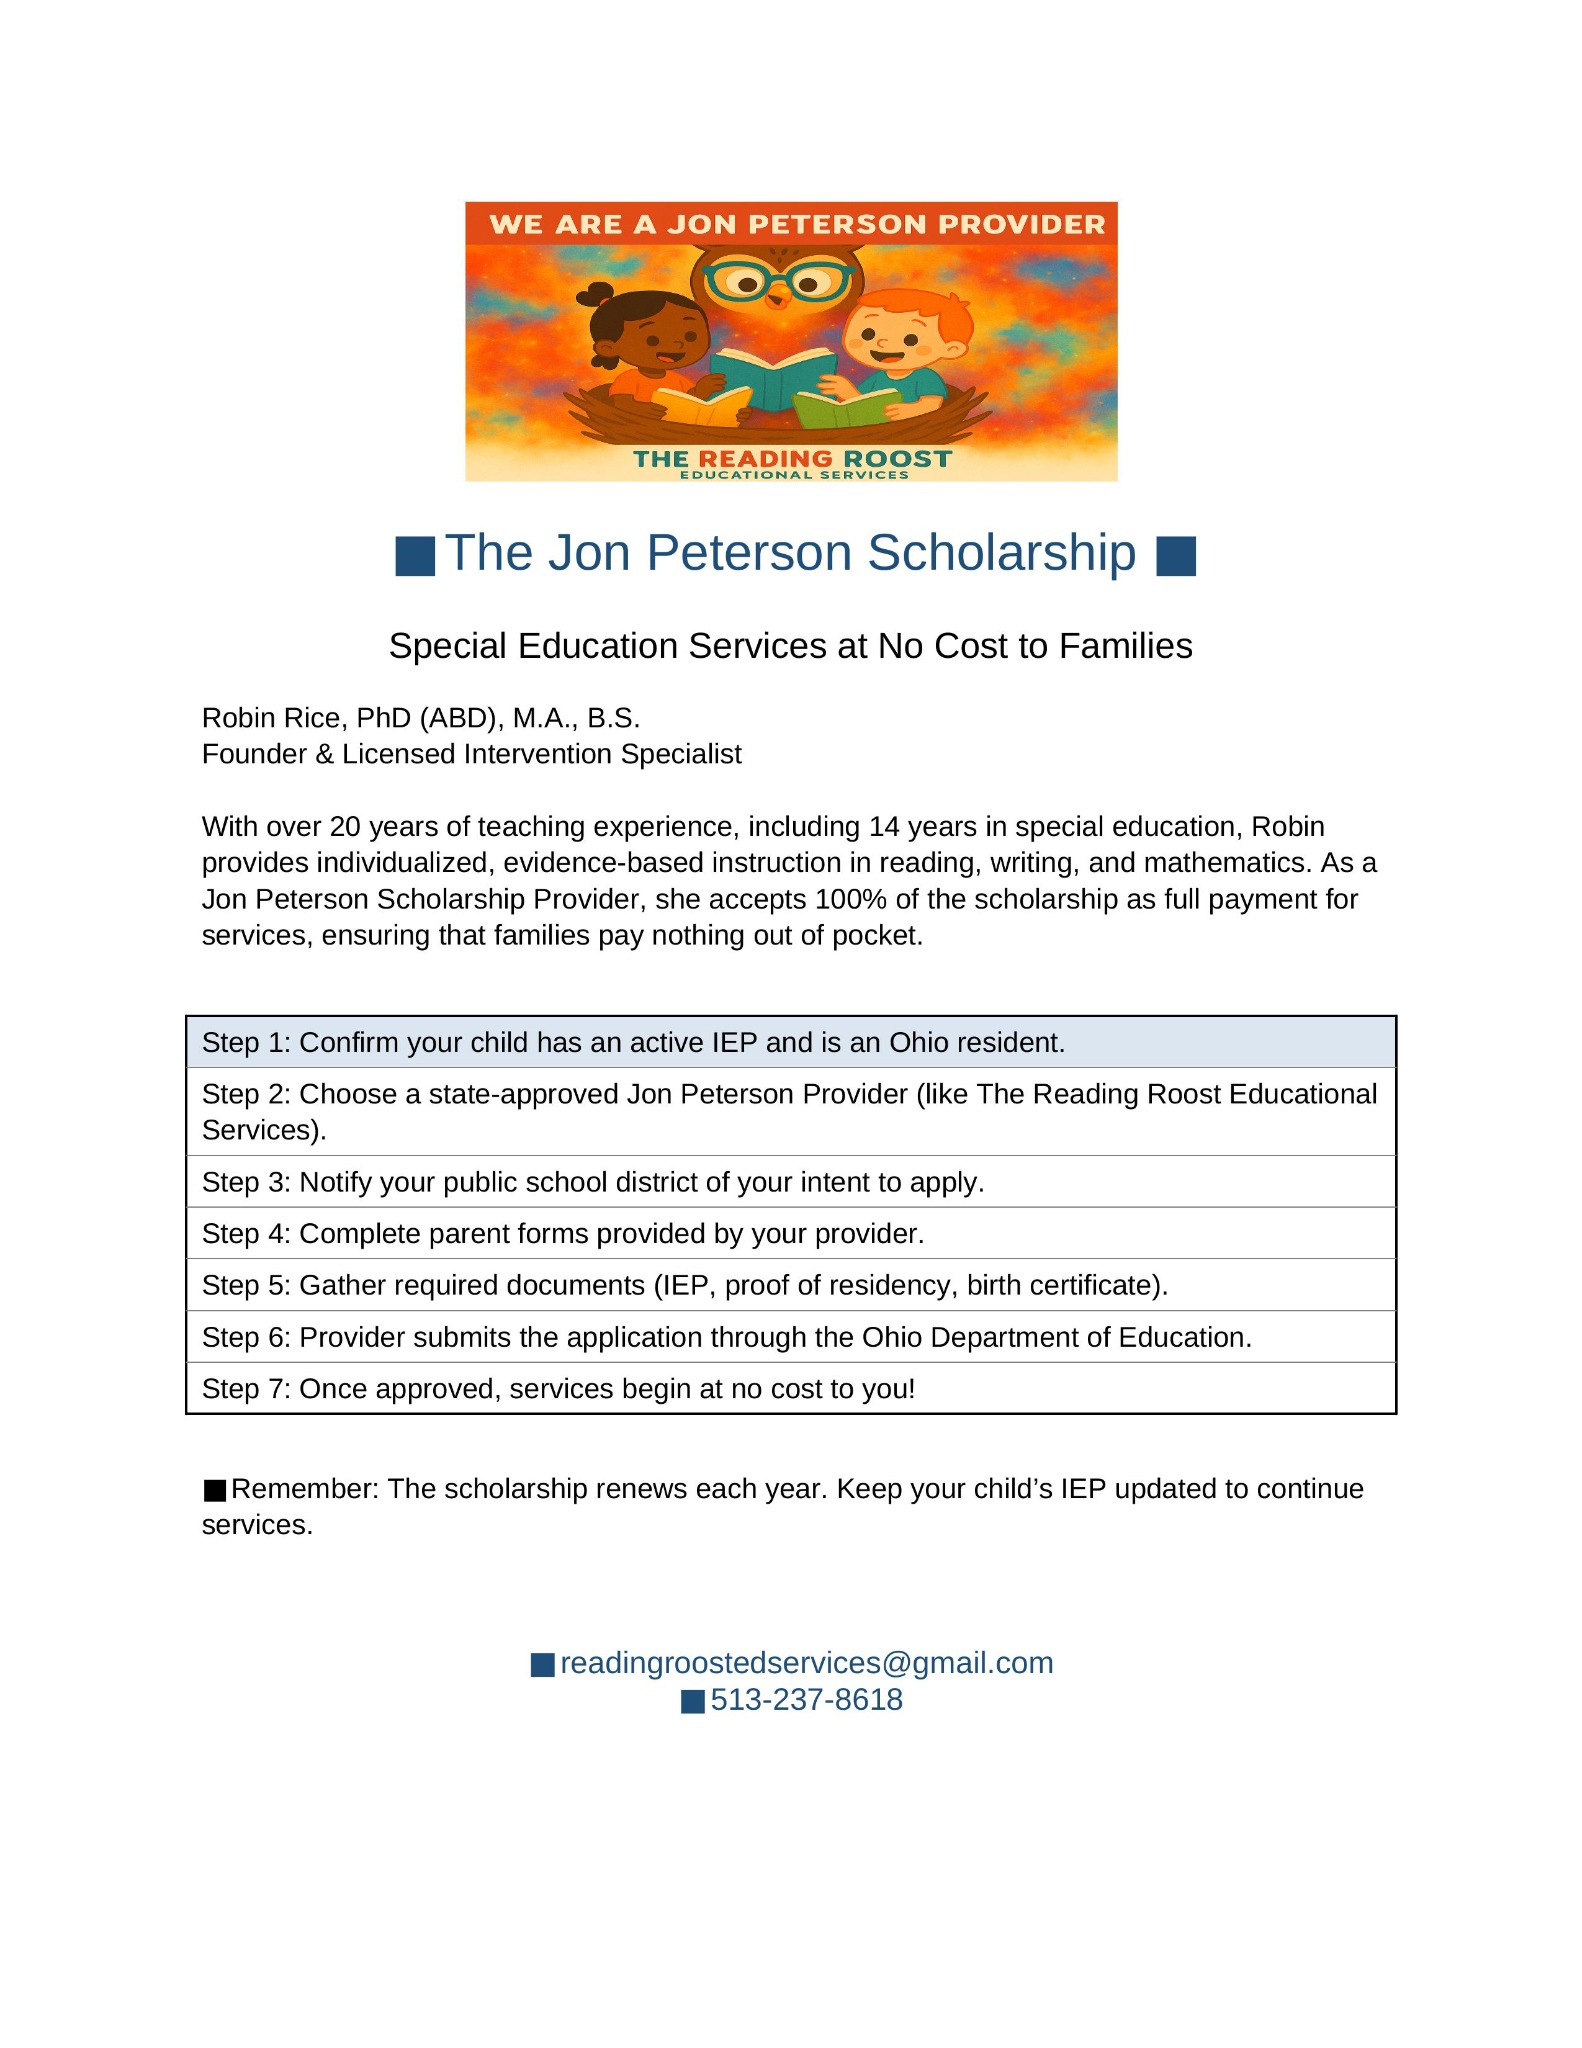 WE ARE A JON PETERSON PROVIDER
THE READING ROOST
EDUCATIONAL SERVICES
■ The Jon Peterson Scholarship ■
Special Education Services at No Cost to Families
Robin Rice, PhD (ABD), M.A., B.S.
Founder & Licensed Intervention Specialist
With over 20 years of teaching experience, including 14 years in special education, Robin
provides individualized, evidence-based instruction in reading, writing, and mathematics. As a
Jon Peterson Scholarship Provider, she accepts 100% of the scholarship as full payment for
services, ensuring that families pay nothing out of pocket.
Step 1: Confirm your child has an active IEP and is an Ohio resident.
Step 2: Choose a state-approved Jon Peterson Provider (like The Reading Roost Educational
Services).
Step 3: Notify your public school district of your intent to apply.
Step 4: Complete parent forms provided by your provider.
Step 5: Gather required documents (IEP, proof of residency, birth certificate).
Step 6: Provider submits the application through the Ohio Department of Education.
Step 7: Once approved, services begin at no cost to you!
■ Remember: The scholarship renews each year. Keep your child’s IEP updated to continue
services.
■ readingroostedservices@gmail.com
■ 513-237-8618